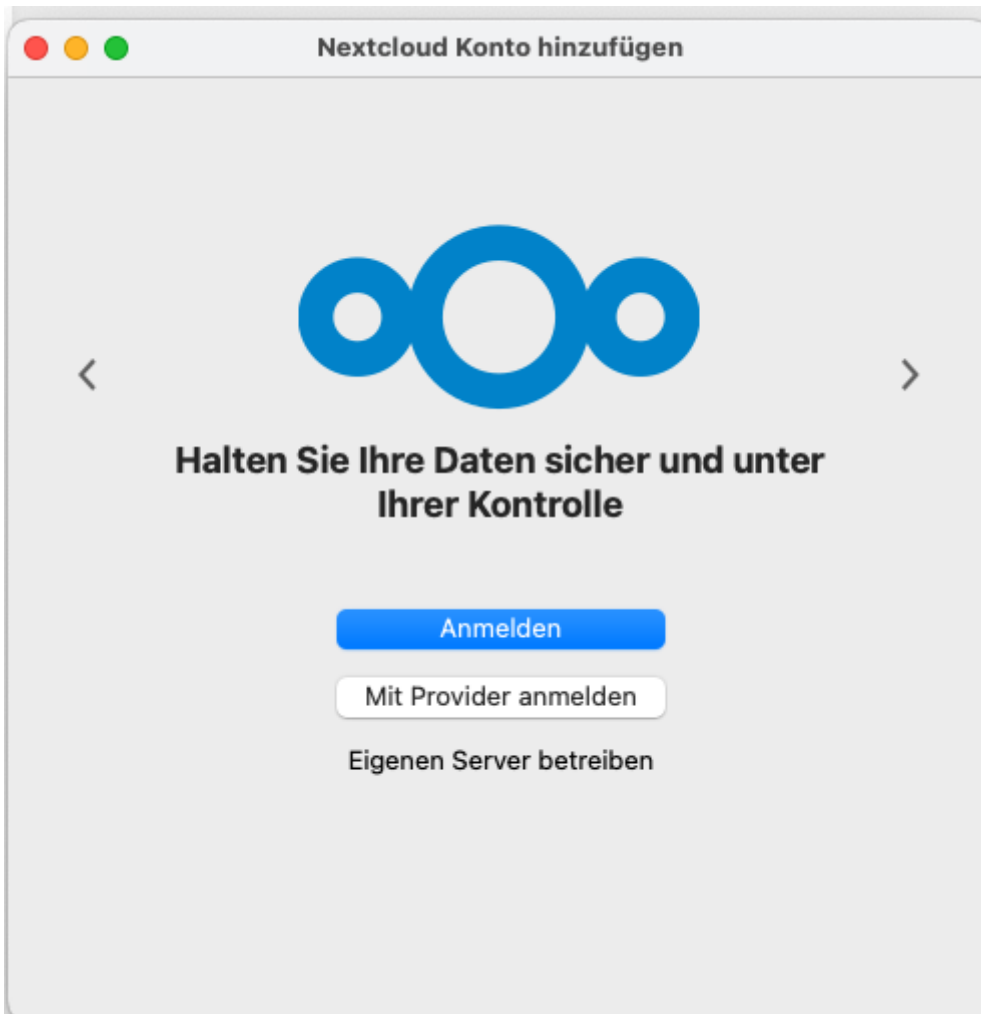 Nextcloud Konto hinzufügen
Halten Sie Ihre Daten sicher und unter
Ihrer Kontrolle
Anmelden
Mit Provider anmelden
Eigenen Server betreiben